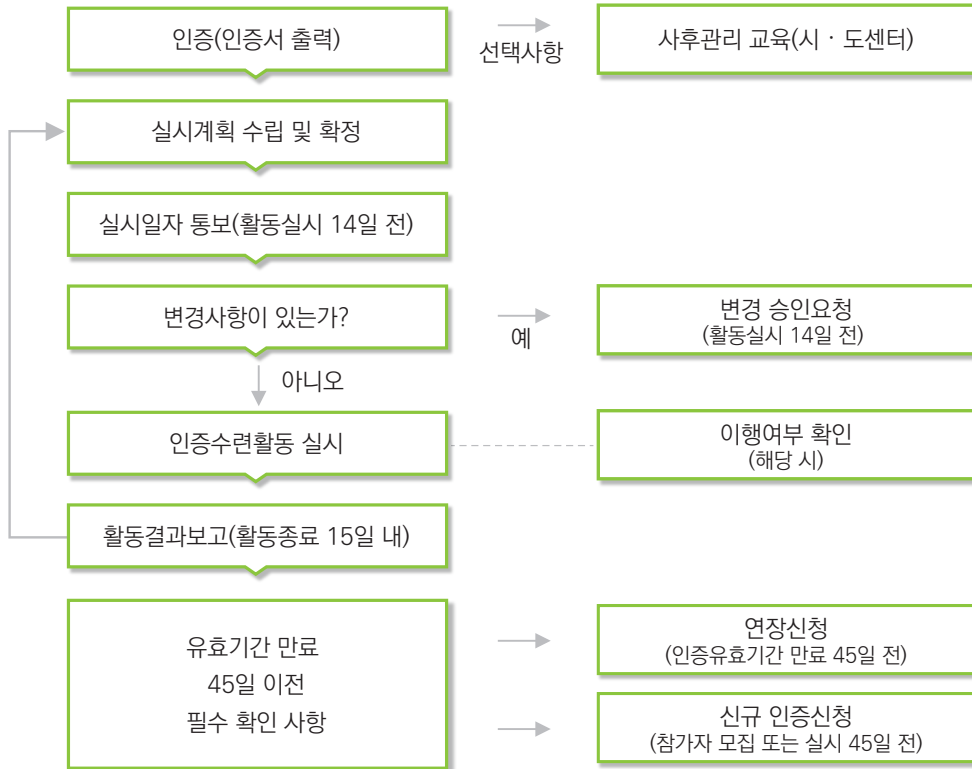 인증(인증서 출력)
선택사항
사후관리 교육(시 · 도센터)
실시계획 수립 및 확정
실시일자 통보(활동실시 14일 전)
변경사항이 있는가?
예
변경 승인요청
(활동실시 14일 전)
아니오
인증수련활동 실시
이행여부 확인
(해당 시)
활동결과보고(활동종료 15일 내)
유효기간 만료
45일 이전
필수 확인 사항
연장신청
(인증유효기간 만료 45일 전)
신규 인증신청
(참가자 모집 또는 실시 45일 전)